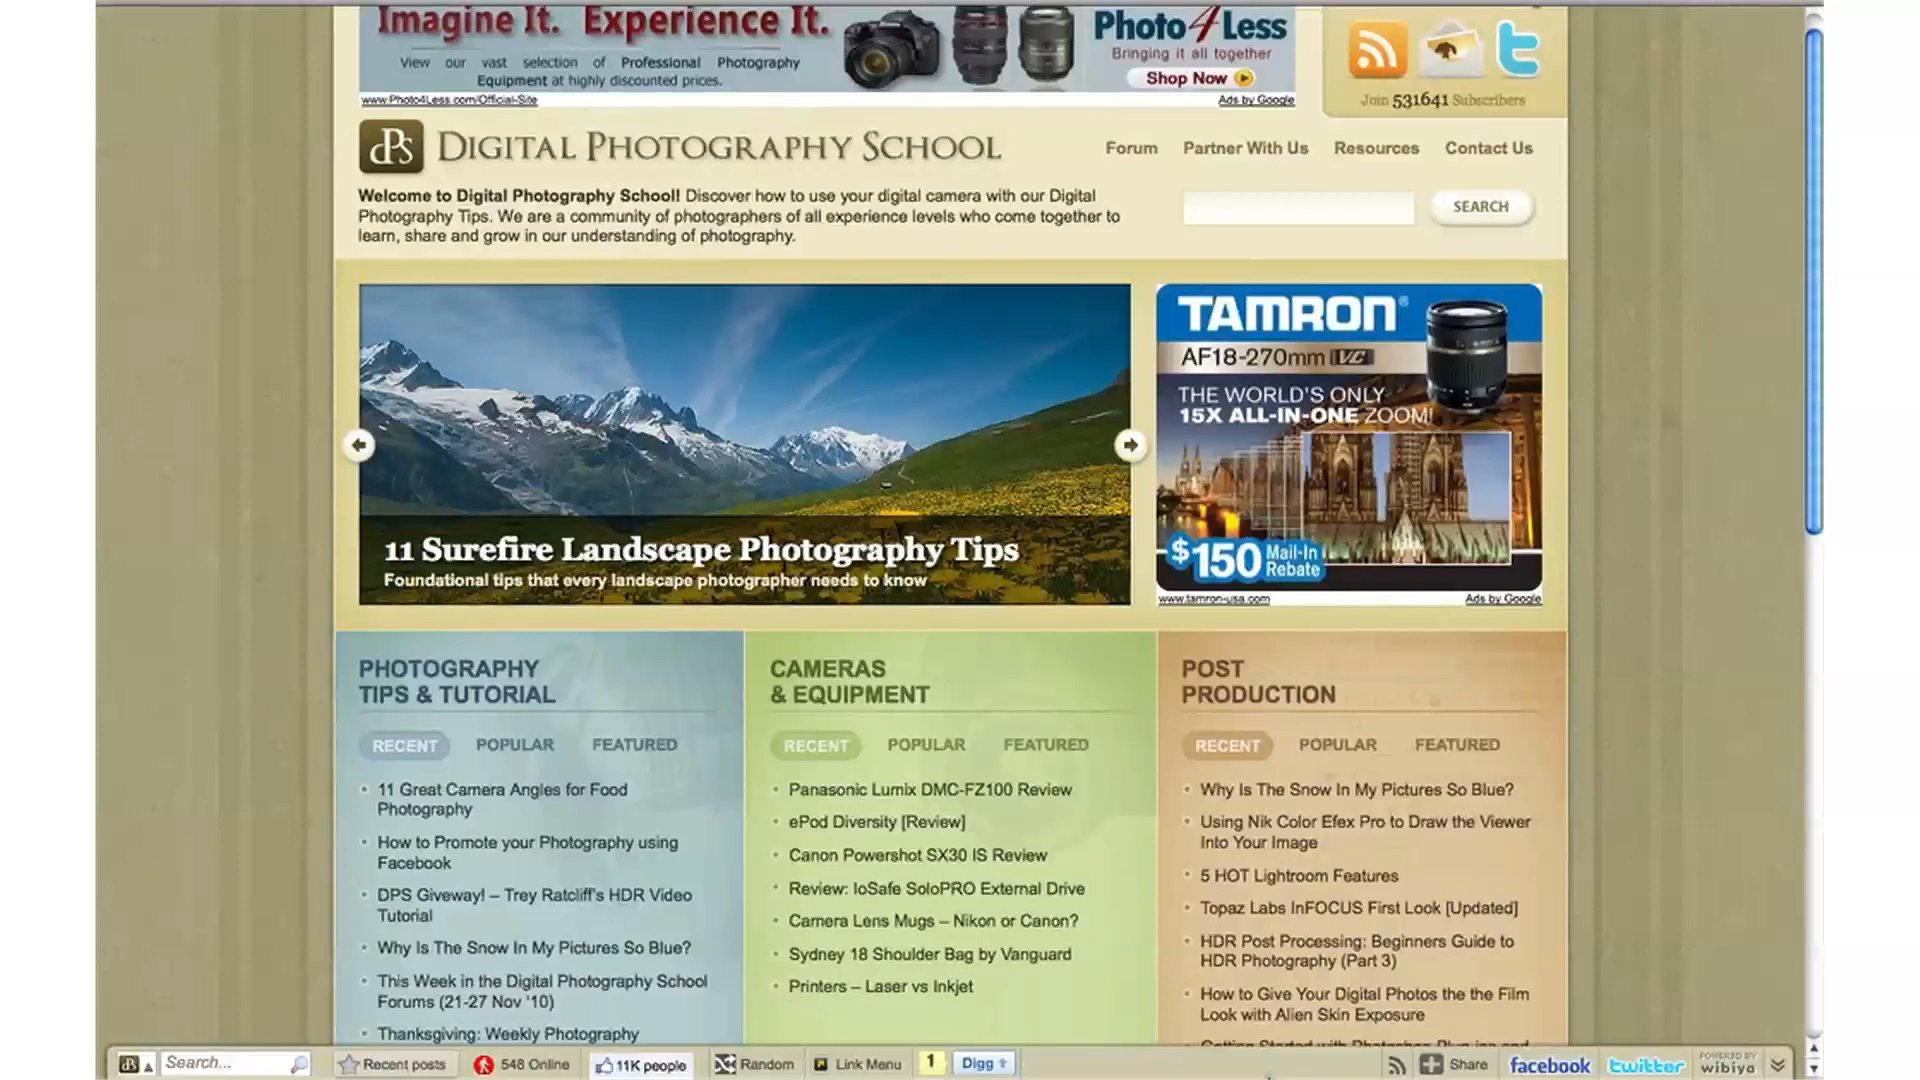 Imagine It. Experience It.
View our vast selection of Professional Photography
Equipment at highly discounted prices.
Photo4Less
Bringing it all together
Shop Now
www.Photo4Less.com/Official-Site
Ads by Google
Join 531641 Subscribers
dPs DIGITAL PHOTOGRAPHY SCHOOL
Forum Partner With Us Resources Contact Us
Welcome to Digital Photography School! Discover how to use your digital camera with our Digital
Photography Tips. We are a community of photographers of all experience levels who come together to
learn, share and grow in our understanding of photography.
SEARCH
11 Surefire Landscape Photography Tips
Foundational tips that every landscape photographer needs to know
TAMRON®
AF18-270mm VC
THE WORLD'S ONLY
15X ALL-IN-ONE ZOOM!
$150 Mail-In
Rebate
www.tamron-usa.com
Ads by Google
PHOTOGRAPHY
TIPS & TUTORIAL
RECENT POPULAR FEATURED
11 Great Camera Angles for Food
Photography
How to Promote your Photography using
Facebook
DPS Giveaway! – Trey Ratcliff's HDR Video
Tutorial
Why Is The Snow In My Pictures So Blue?
This Week in the Digital Photography School
Forums (21-27 Nov '10)
Thanksgiving: Weekly Photography
CAMERAS
& EQUIPMENT
RECENT POPULAR FEATURED
Panasonic Lumix DMC-FZ100 Review
ePod Diversity [Review]
Canon Powershot SX30 IS Review
Review: IoSafe SoloPRO External Drive
Camera Lens Mugs – Nikon or Canon?
Sydney 18 Shoulder Bag by Vanguard
Printers – Laser vs Inkjet
POST
PRODUCTION
RECENT POPULAR FEATURED
Why Is The Snow In My Pictures So Blue?
Using Nik Color Efex Pro to Draw the Viewer
Into Your Image
5 HOT Lightroom Features
Topaz Labs InFOCUS First Look [Updated]
HDR Post Processing: Beginners Guide to
HDR Photography (Part 3)
How to Give Your Digital Photos the the Film
Look with Alien Skin Exposure
Getting Started with Photoshop Plug-ins and
dPs Search... Recent posts 548 Online 11K people Random Link Menu 1 Digg Share facebook twitter POWERED BY wibiya